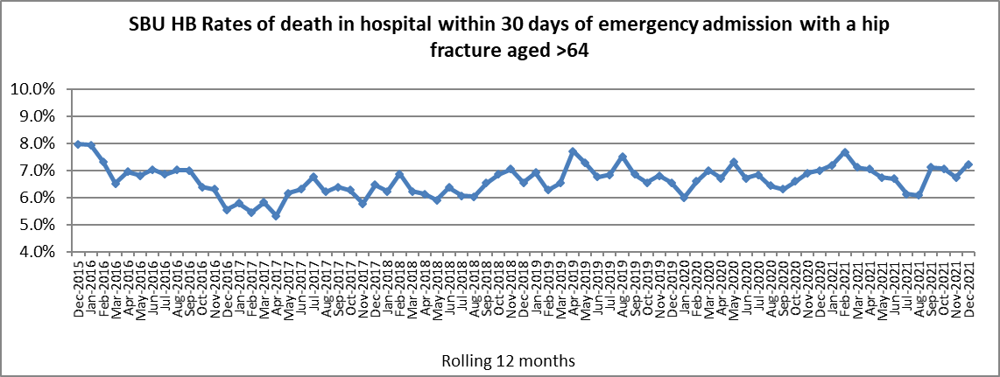 SBU HB Rates of death in hospital within 30 days of emergency admission with a hip
fracture aged >64
10.0%
9.0%
8.0%
7.0%
6.0%
5.0%
4.0%
Dec-2015
Jan-2016
Feb-2016
Mar-2016
Apr-2016
May-2016
Jun-2016
Jul-2016
Aug-2016
Sep-2016
Oct-2016
Nov-2016
Dec-2016
Jan-2017
Feb-2017
Mar-2017
Apr-2017
May-2017
Jun-2017
Jul-2017
Aug-2017
Sep-2017
Oct-2017
Nov-2017
Dec-2017
Jan-2018
Feb-2018
Mar-2018
Apr-2018
May-2018
Jun-2018
Jul-2018
Aug-2018
Sep-2018
Oct-2018
Nov-2018
Dec-2018
Jan-2019
Feb-2019
Mar-2019
Apr-2019
May-2019
Jun-2019
Jul-2019
Aug-2019
Sep-2019
Oct-2019
Nov-2019
Dec-2019
Jan-2020
Feb-2020
Mar-2020
Apr-2020
May-2020
Jun-2020
Jul-2020
Aug-2020
Sep-2020
Oct-2020
Nov-2020
Dec-2020
Jan-2021
Feb-2021
Mar-2021
Apr-2021
May-2021
Jun-2021
Jul-2021
Aug-2021
Sep-2021
Oct-2021
Nov-2021
Dec-2021
Rolling 12 months